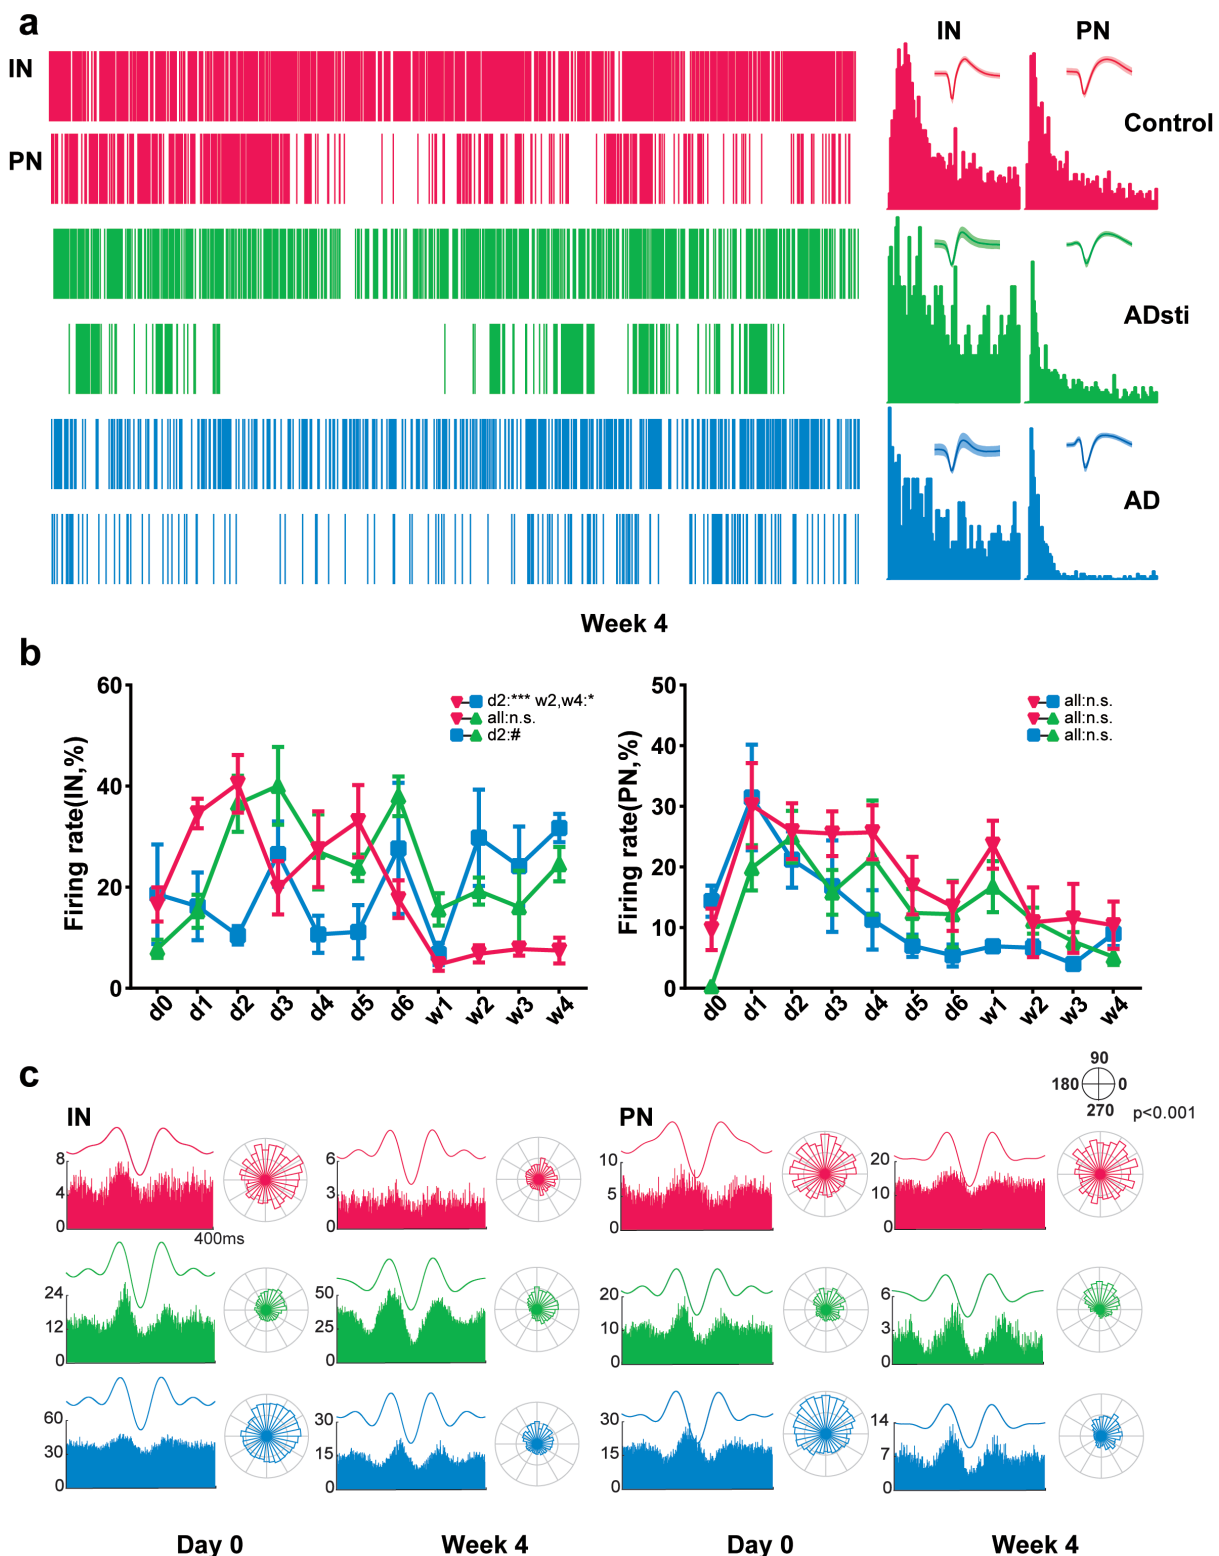 a
IN
PN
IN PN
Control
ADsti
AD
Week 4
b
Firing rate(IN,%)
60
40
20
0
d0 d1 d2 d3 d4 d5 d6 w1 w2 w3 w4
d2:*** w2,w4:*
all:n.s.
d2:#
Firing rate(PN,%)
50
40
30
20
10
0
d0 d1 d2 d3 d4 d5 d6 w1 w2 w3 w4
all:n.s.
all:n.s.
all:n.s.
c
90
180 0
270
p<0.001
IN
PN
8
4
0
6
3
0
10
5
0
20
10
0
400ms
24
12
0
50
25
0
20
10
0
6
3
0
60
30
0
30
15
0
30
15
0
14
7
0
Day 0 Week 4 Day 0 Week 4